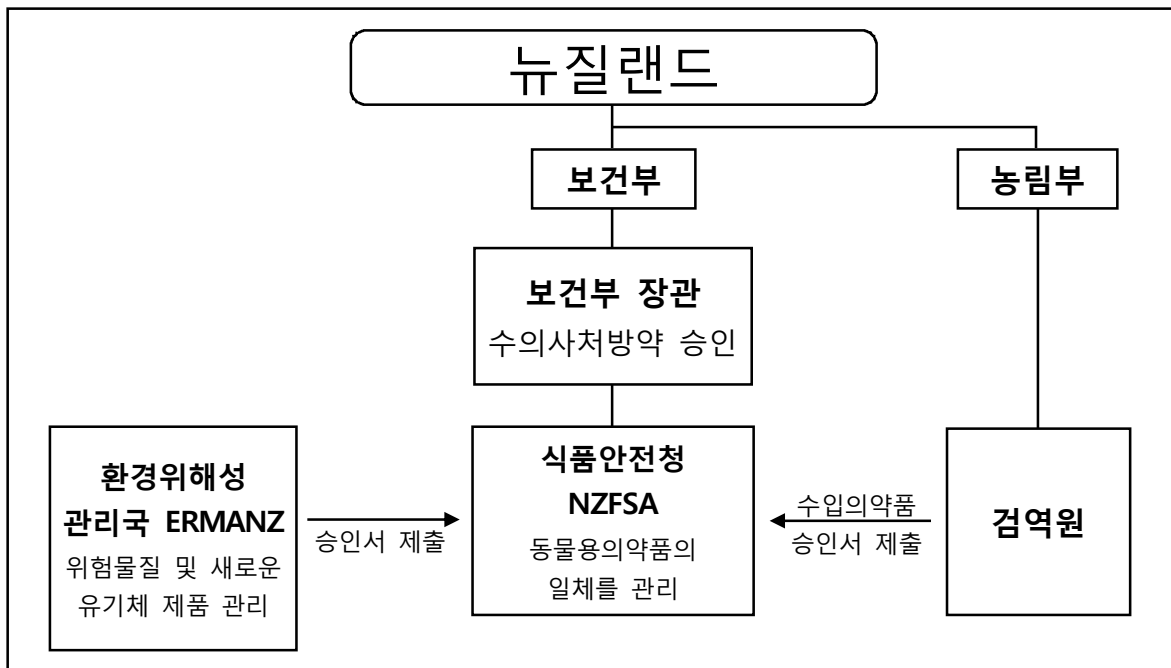 뉴질랜드
보건부
농림부
보건부 장관
수의사처방약 승인
환경위해성
관리국 ERMANZ
위험물질 및 새로운
유기체 제품 관리
승인서 제출
식품안전청
NZFSA
동물용의약품의
일체를 관리
수입의약품
승인서 제출
검역원